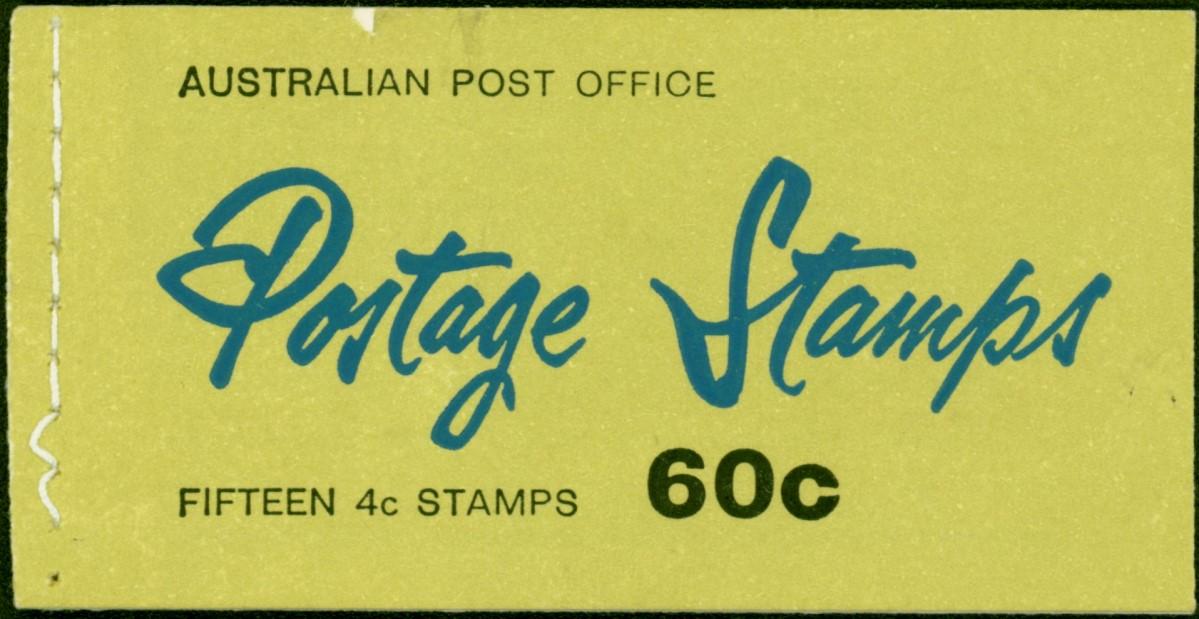 AUSTRALIAN POST OFFICE
Postage Stamps
FIFTEEN 4c STAMPS 60c